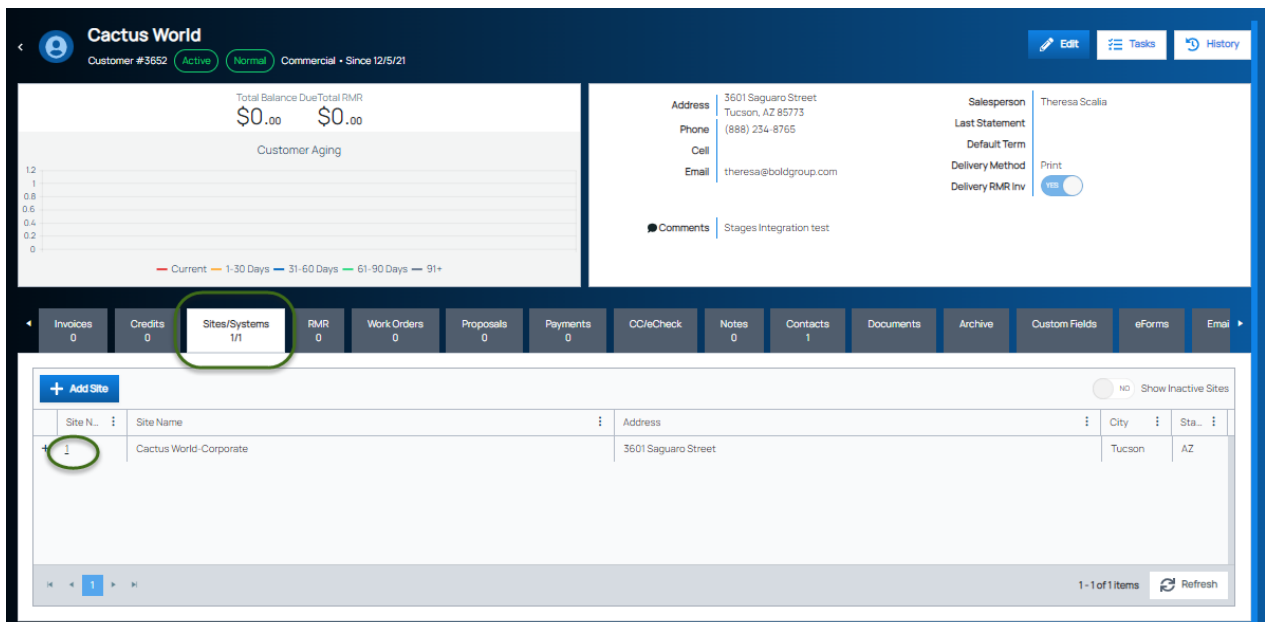 Cactus World
Customer #3652 Active Normal Commercial • Since 12/5/21
Edit Tasks History
Total Balance Due Total RMR
$0.00 $0.00
Customer Aging
1.2
1
0.8
0.6
0.4
0.2
0
Current 1-30 Days 31-60 Days 61-90 Days 91+
Address 3601 Saguaro Street
Tucson, AZ 85773
Phone (888) 234-8765
Cell
Email theresa@boldgroup.com
Comments Stages Integration test
Salesperson Theresa Scalia
Last Statement
Default Term
Delivery Method Print
Delivery RMR Inv YES
Invoices Credits Sites/Systems RMR Work Orders Proposals Payments CC/eCheck Notes Contacts Documents Archive Custom Fields eForms Emai
0 0 1/1 0 0 0 0 0 1
+ Add Site NO Show Inactive Sites
Site N... Site Name Address City Sta...
+ 1 Cactus World-Corporate 3601 Saguaro Street Tucson AZ
1 1 - 1 of 1 items Refresh